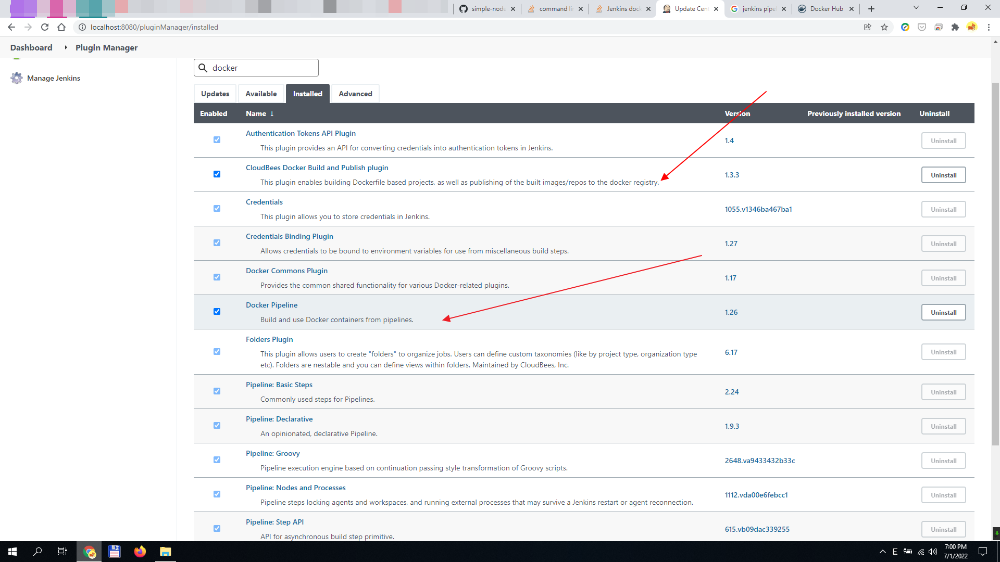 simple-node
command li
Jenkins dock
Update Cent
jenkins pipel
Docker Hub
localhost:8080/pluginManager/installed
Dashboard
Plugin Manager
Manage Jenkins
docker
Updates
Available
Installed
Advanced
Enabled
Name ↓
Version
Previously installed version
Uninstall
Authentication Tokens API Plugin
This plugin provides an API for converting credentials into authentication tokens in Jenkins.
1.4
Uninstall
CloudBees Docker Build and Publish plugin
This plugin enables building Dockerfile based projects, as well as publishing of the built images/repos to the docker registry.
1.3.3
Uninstall
Credentials
This plugin allows you to store credentials in Jenkins.
1055.v1346ba467ba1
Uninstall
Credentials Binding Plugin
Allows credentials to be bound to environment variables for use from miscellaneous build steps.
1.27
Uninstall
Docker Commons Plugin
Provides the common shared functionality for various Docker-related plugins.
1.17
Uninstall
Docker Pipeline
Build and use Docker containers from pipelines.
1.26
Uninstall
Folders Plugin
This plugin allows users to create "folders" to organize jobs. Users can define custom taxonomies (like by project type, organization type
etc). Folders are nestable and you can define views within folders. Maintained by CloudBees, Inc.
6.17
Uninstall
Pipeline: Basic Steps
Commonly used steps for Pipelines.
2.24
Uninstall
Pipeline: Declarative
An opinionated, declarative Pipeline.
1.9.3
Uninstall
Pipeline: Groovy
Pipeline execution engine based on continuation passing style transformation of Groovy scripts.
2648.va9433432b33c
Uninstall
Pipeline: Nodes and Processes
Pipeline steps locking agents and workspaces, and running external processes that may survive a Jenkins restart or agent reconnection.
1112.vda00e6febcc1
Uninstall
Pipeline: Step API
API for asynchronous build step primitive.
615.vb09dac339255
Uninstall
E
7:00 PM
7/1/2022